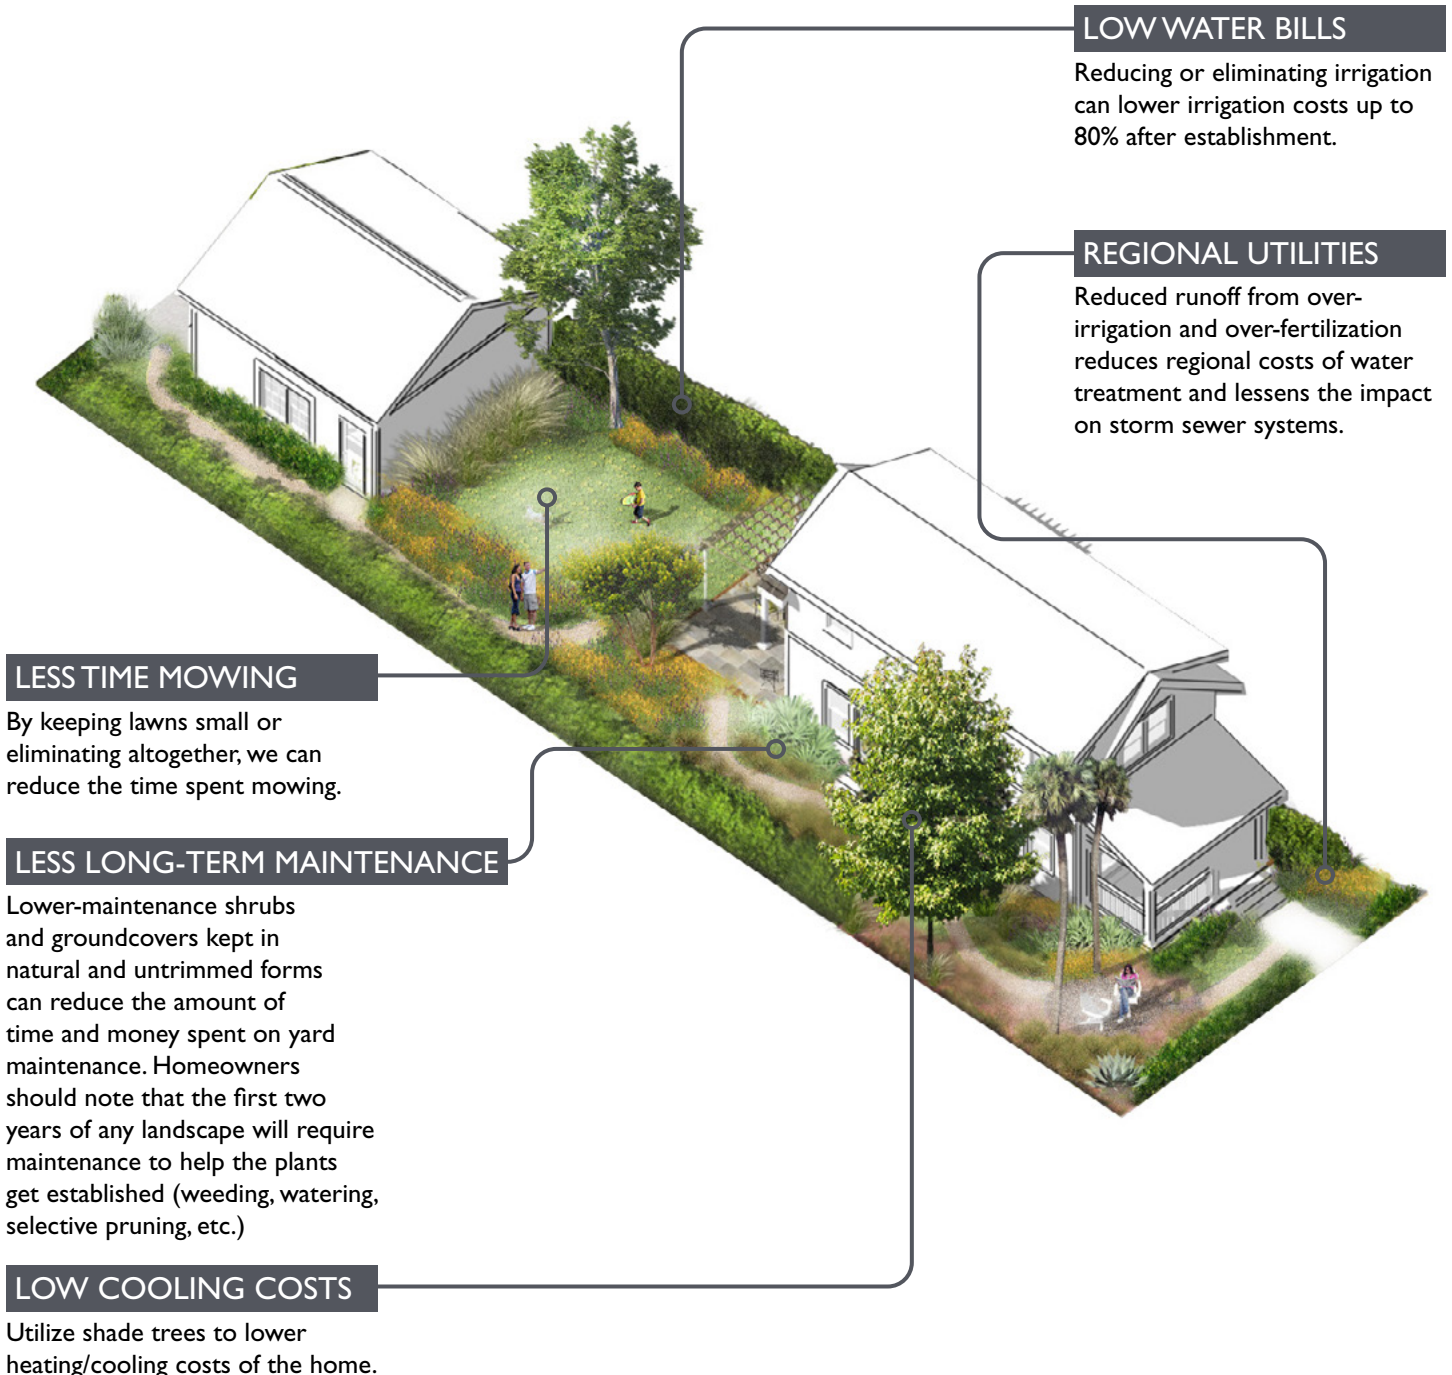 LOW WATER BILLS
Reducing or eliminating irrigation
can lower irrigation costs up to
80% after establishment.
REGIONAL UTILITIES
Reduced runoff from over-
irrigation and over-fertilization
reduces regional costs of water
treatment and lessens the impact
on storm sewer systems.
LESS TIME MOWING
By keeping lawns small or
eliminating altogether, we can
reduce the time spent mowing.
LESS LONG-TERM MAINTENANCE
Lower-maintenance shrubs
and groundcovers kept in
natural and untrimmed forms
can reduce the amount of
time and money spent on yard
maintenance. Homeowners
should note that the first two
years of any landscape will require
maintenance to help the plants
get established (weeding, watering,
selective pruning, etc.)
LOW COOLING COSTS
Utilize shade trees to lower
heating/cooling costs of the home.